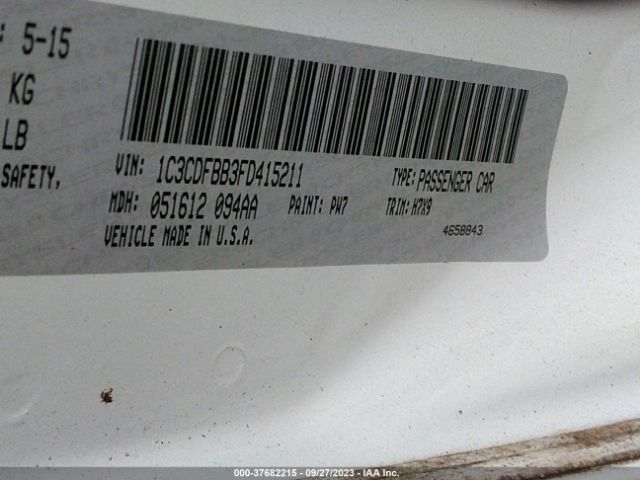 : 5-15
KG
LB
SAFETY.
VIN: 1C3CDFBB3FD415211 TYPE: PASSENGER CAR
MDH: 051612 094AA PAINT: PW7 TRIM: H7X9
VEHICLE MADE IN U.S.A. 4658843
000-37682215 - 09/27/2023 - IAA Inc.